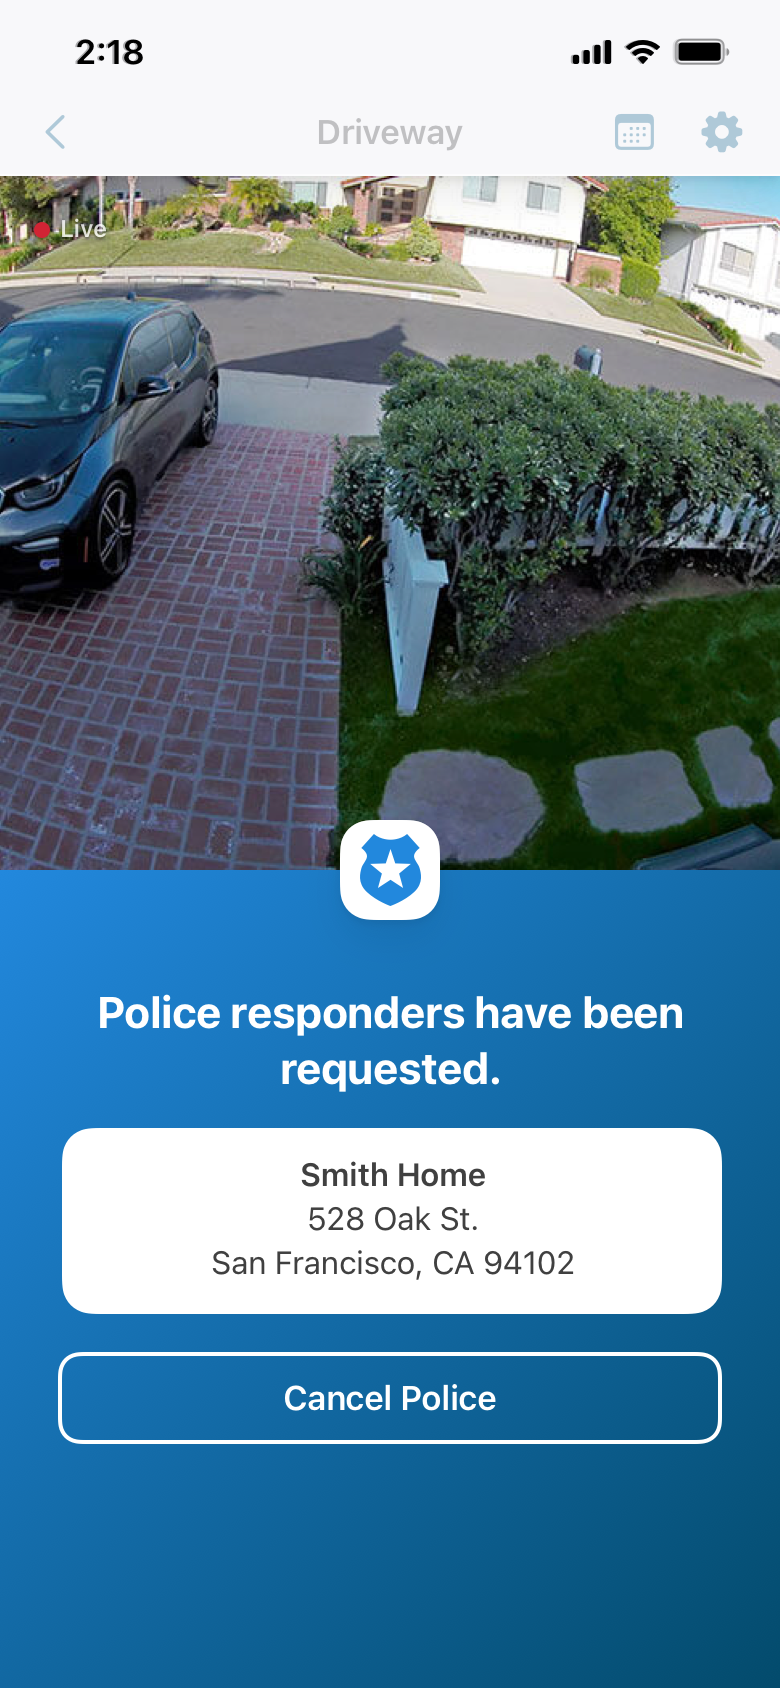 2:18
Driveway
Live
Police responders have been
requested.
Smith Home
528 Oak St.
San Francisco, CA 94102
Cancel Police